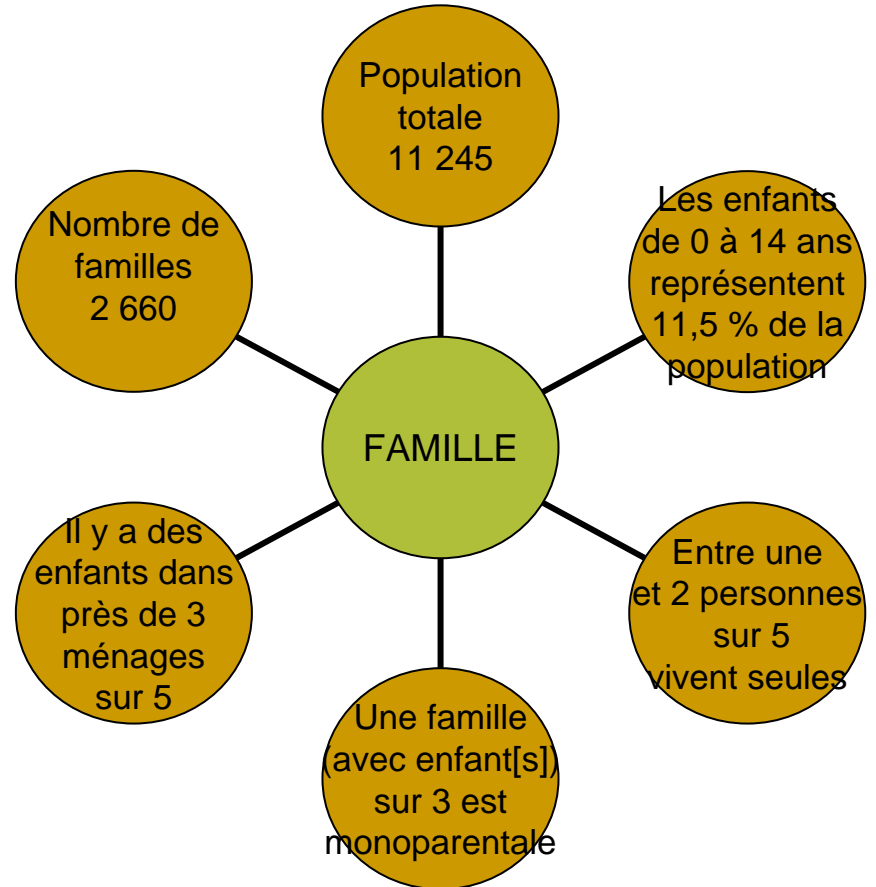 Population
totale
11 245
Les enfants
de 0 à 14 ans
représentent
11,5 % de la
population
Entre une
et 2 personnes
sur 5
vivent seules
Une famille
(avec enfant[s])
sur 3 est
monoparentale
Il y a des
enfants dans
près de 3
ménages
sur 5
Nombre de
familles
2 660
FAMILLE